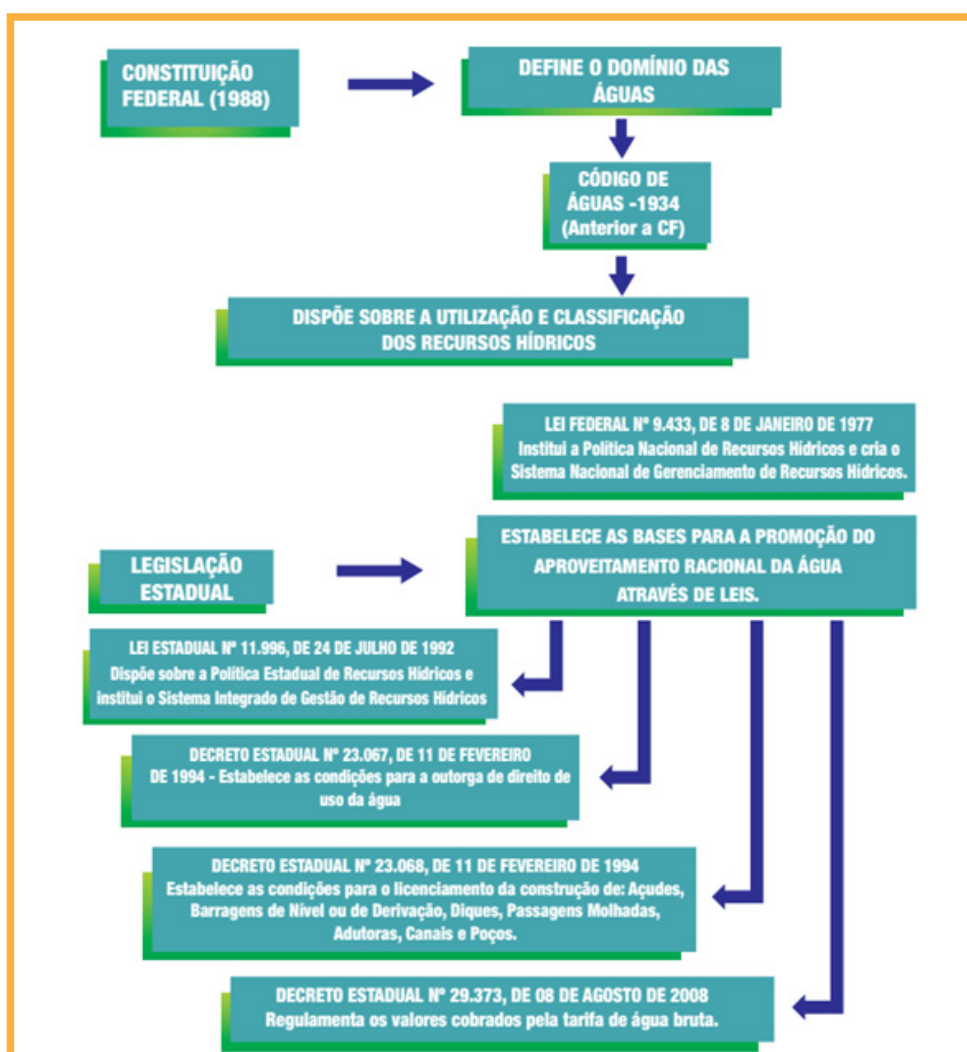 CONSTITUIÇÃO
FEDERAL (1988)
DEFINE O DOMÍNIO DAS
ÁGUAS
CÓDIGO DE
ÁGUAS -1934
(Anterior a CF)
DISPÕE SOBRE A UTILIZAÇÃO E CLASSIFICAÇÃO
DOS RECURSOS HÍDRICOS
LEI FEDERAL Nº 9.433, DE 8 DE JANEIRO DE 1977
Institui a Política Nacional de Recursos Hídricos e cria o
Sistema Nacional de Gerenciamento de Recursos Hídricos.
LEGISLAÇÃO
ESTADUAL
ESTABELECE AS BASES PARA A PROMOÇÃO DO
APROVEITAMENTO RACIONAL DA ÁGUA
ATRAVÉS DE LEIS.
LEI ESTADUAL Nº 11.996, DE 24 DE JULHO DE 1992
Dispõe sobre a Política Estadual de Recursos Hídricos e
institui o Sistema Integrado de Gestão de Recursos Hídricos
DECRETO ESTADUAL Nº 23.067, DE 11 DE FEVEREIRO
DE 1994 - Estabelece as condições para a outorga de direito de
uso da água
DECRETO ESTADUAL Nº 23.068, DE 11 DE FEVEREIRO DE 1994
Estabelece as condições para o licenciamento da construção de: Açudes,
Barragens de Nível ou de Derivação, Diques, Passagens Molhadas,
Adutoras, Canais e Poços.
DECRETO ESTADUAL Nº 29.373, DE 08 DE AGOSTO DE 2008
Regulamenta os valores cobrados pela tarifa de água bruta.